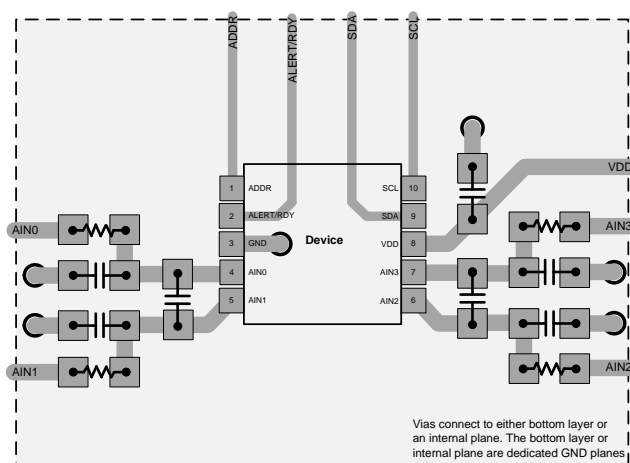 ADDR
ALERT/RDY
SDA
SCL
VDD
1 ADDR
SCL 10
2 ALERT/RDY
SDA 9
3 GND
Device
VDD 8
4 AIN0
AIN3 7
5 AIN1
AIN2 6
AIN0
AIN3
AIN1
AIN2
Vias connect to either bottom layer or
an internal plane. The bottom layer or
internal plane are dedicated GND planes